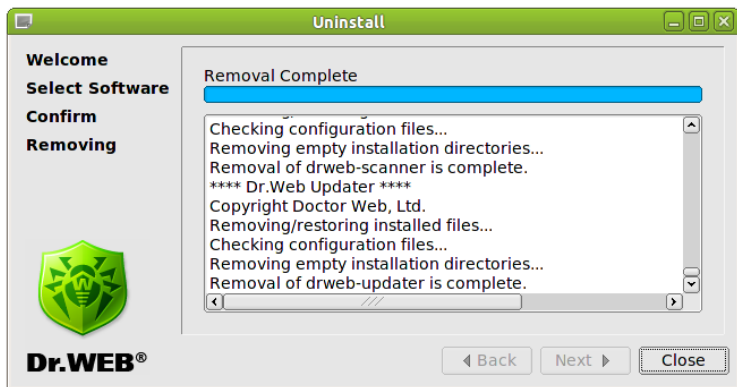 Uninstall
Welcome
Select Software
Confirm
Removing
Removal Complete
Checking configuration files...
Removing empty installation directories...
Removal of drweb-scanner is complete.
**** Dr.Web Updater ****
Copyright Doctor Web, Ltd.
Removing/restoring installed files...
Checking configuration files...
Removing empty installation directories...
Removal of drweb-updater is complete.
Dr.WEB®
Back
Next
Close